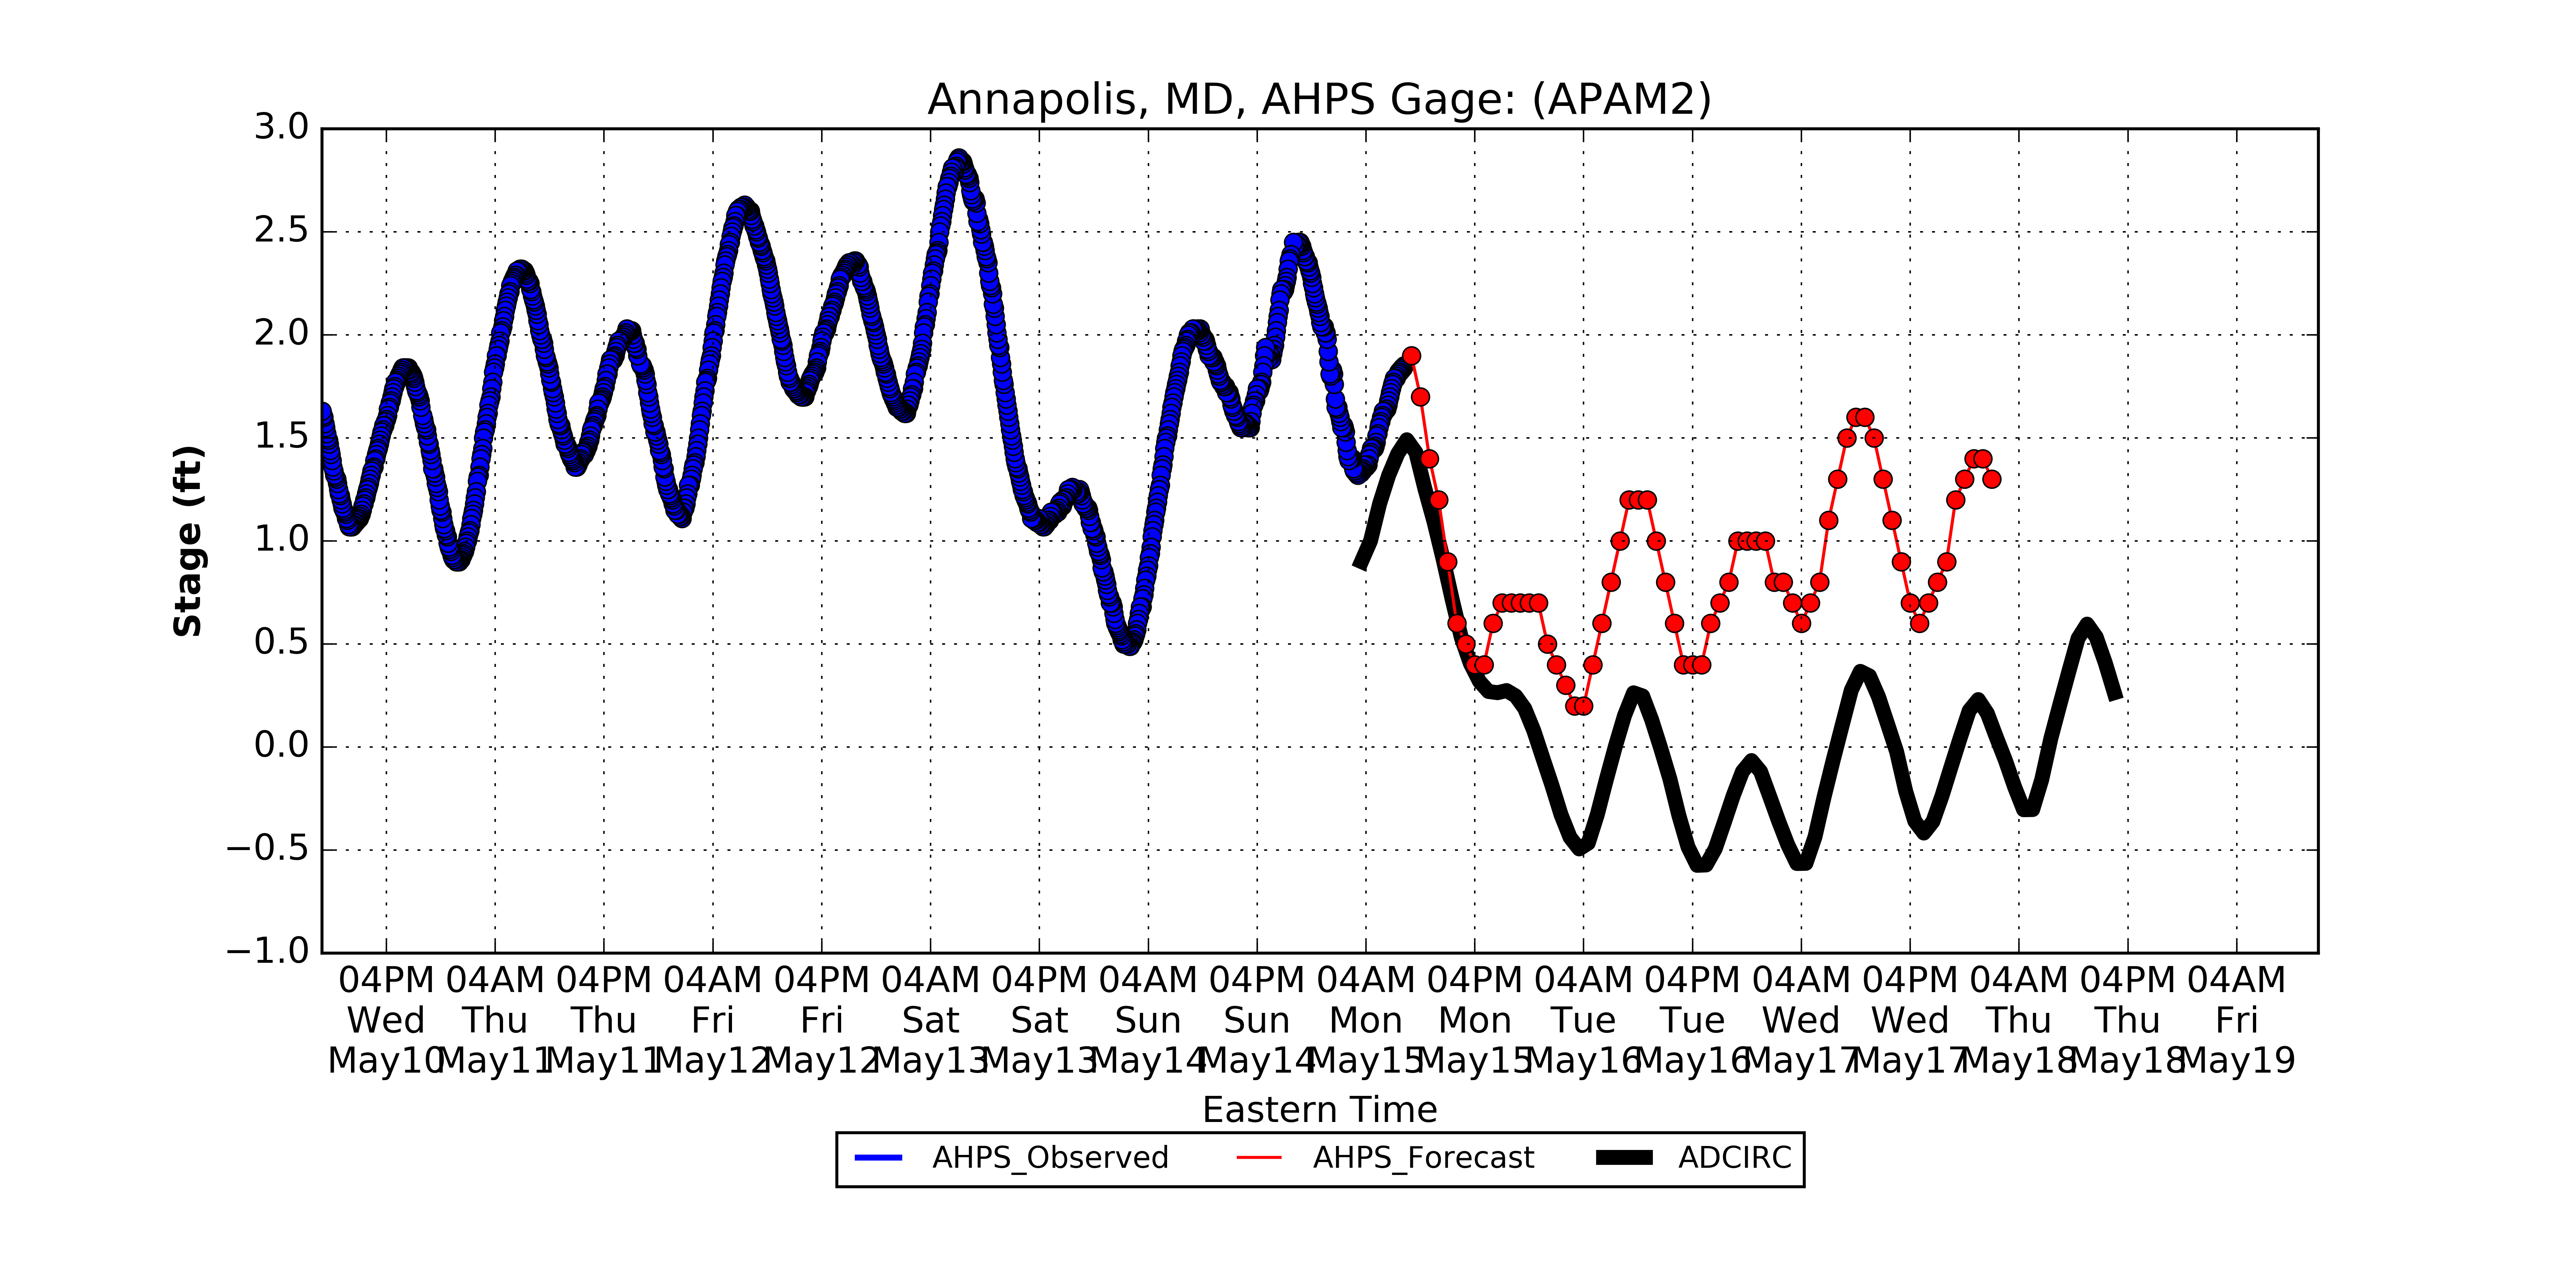 Annapolis, MD, AHPS Gage: (APAM2)
3.0
2.5
2.0
1.5
1.0
0.5
0.0
−0.5
−1.0
Stage (ft)
04PM 04AM 04PM 04AM 04PM 04AM 04PM 04AM 04PM 04AM 04PM 04AM 04PM 04AM 04PM 04AM 04PM 04AM
Wed Thu Thu Fri Fri Sat Sat Sun Sun Mon Mon Tue Tue Wed Wed Thu Thu Fri
May10 May11 May11 May12 May12 May13 May13 May14 May14 May15 May15 May16 May16 May17 May17 May18 May18 May19
Eastern Time
AHPS_Observed AHPS_Forecast ADCIRC